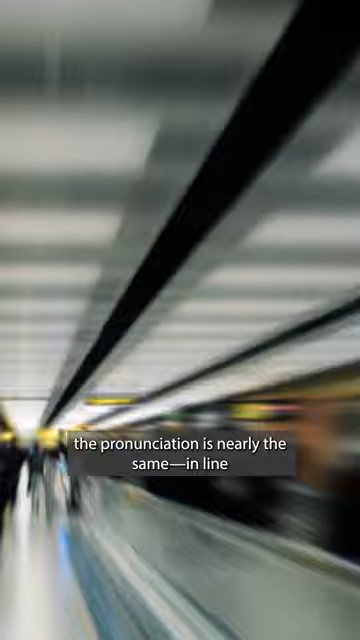 the pronunciation is nearly the
same—in line